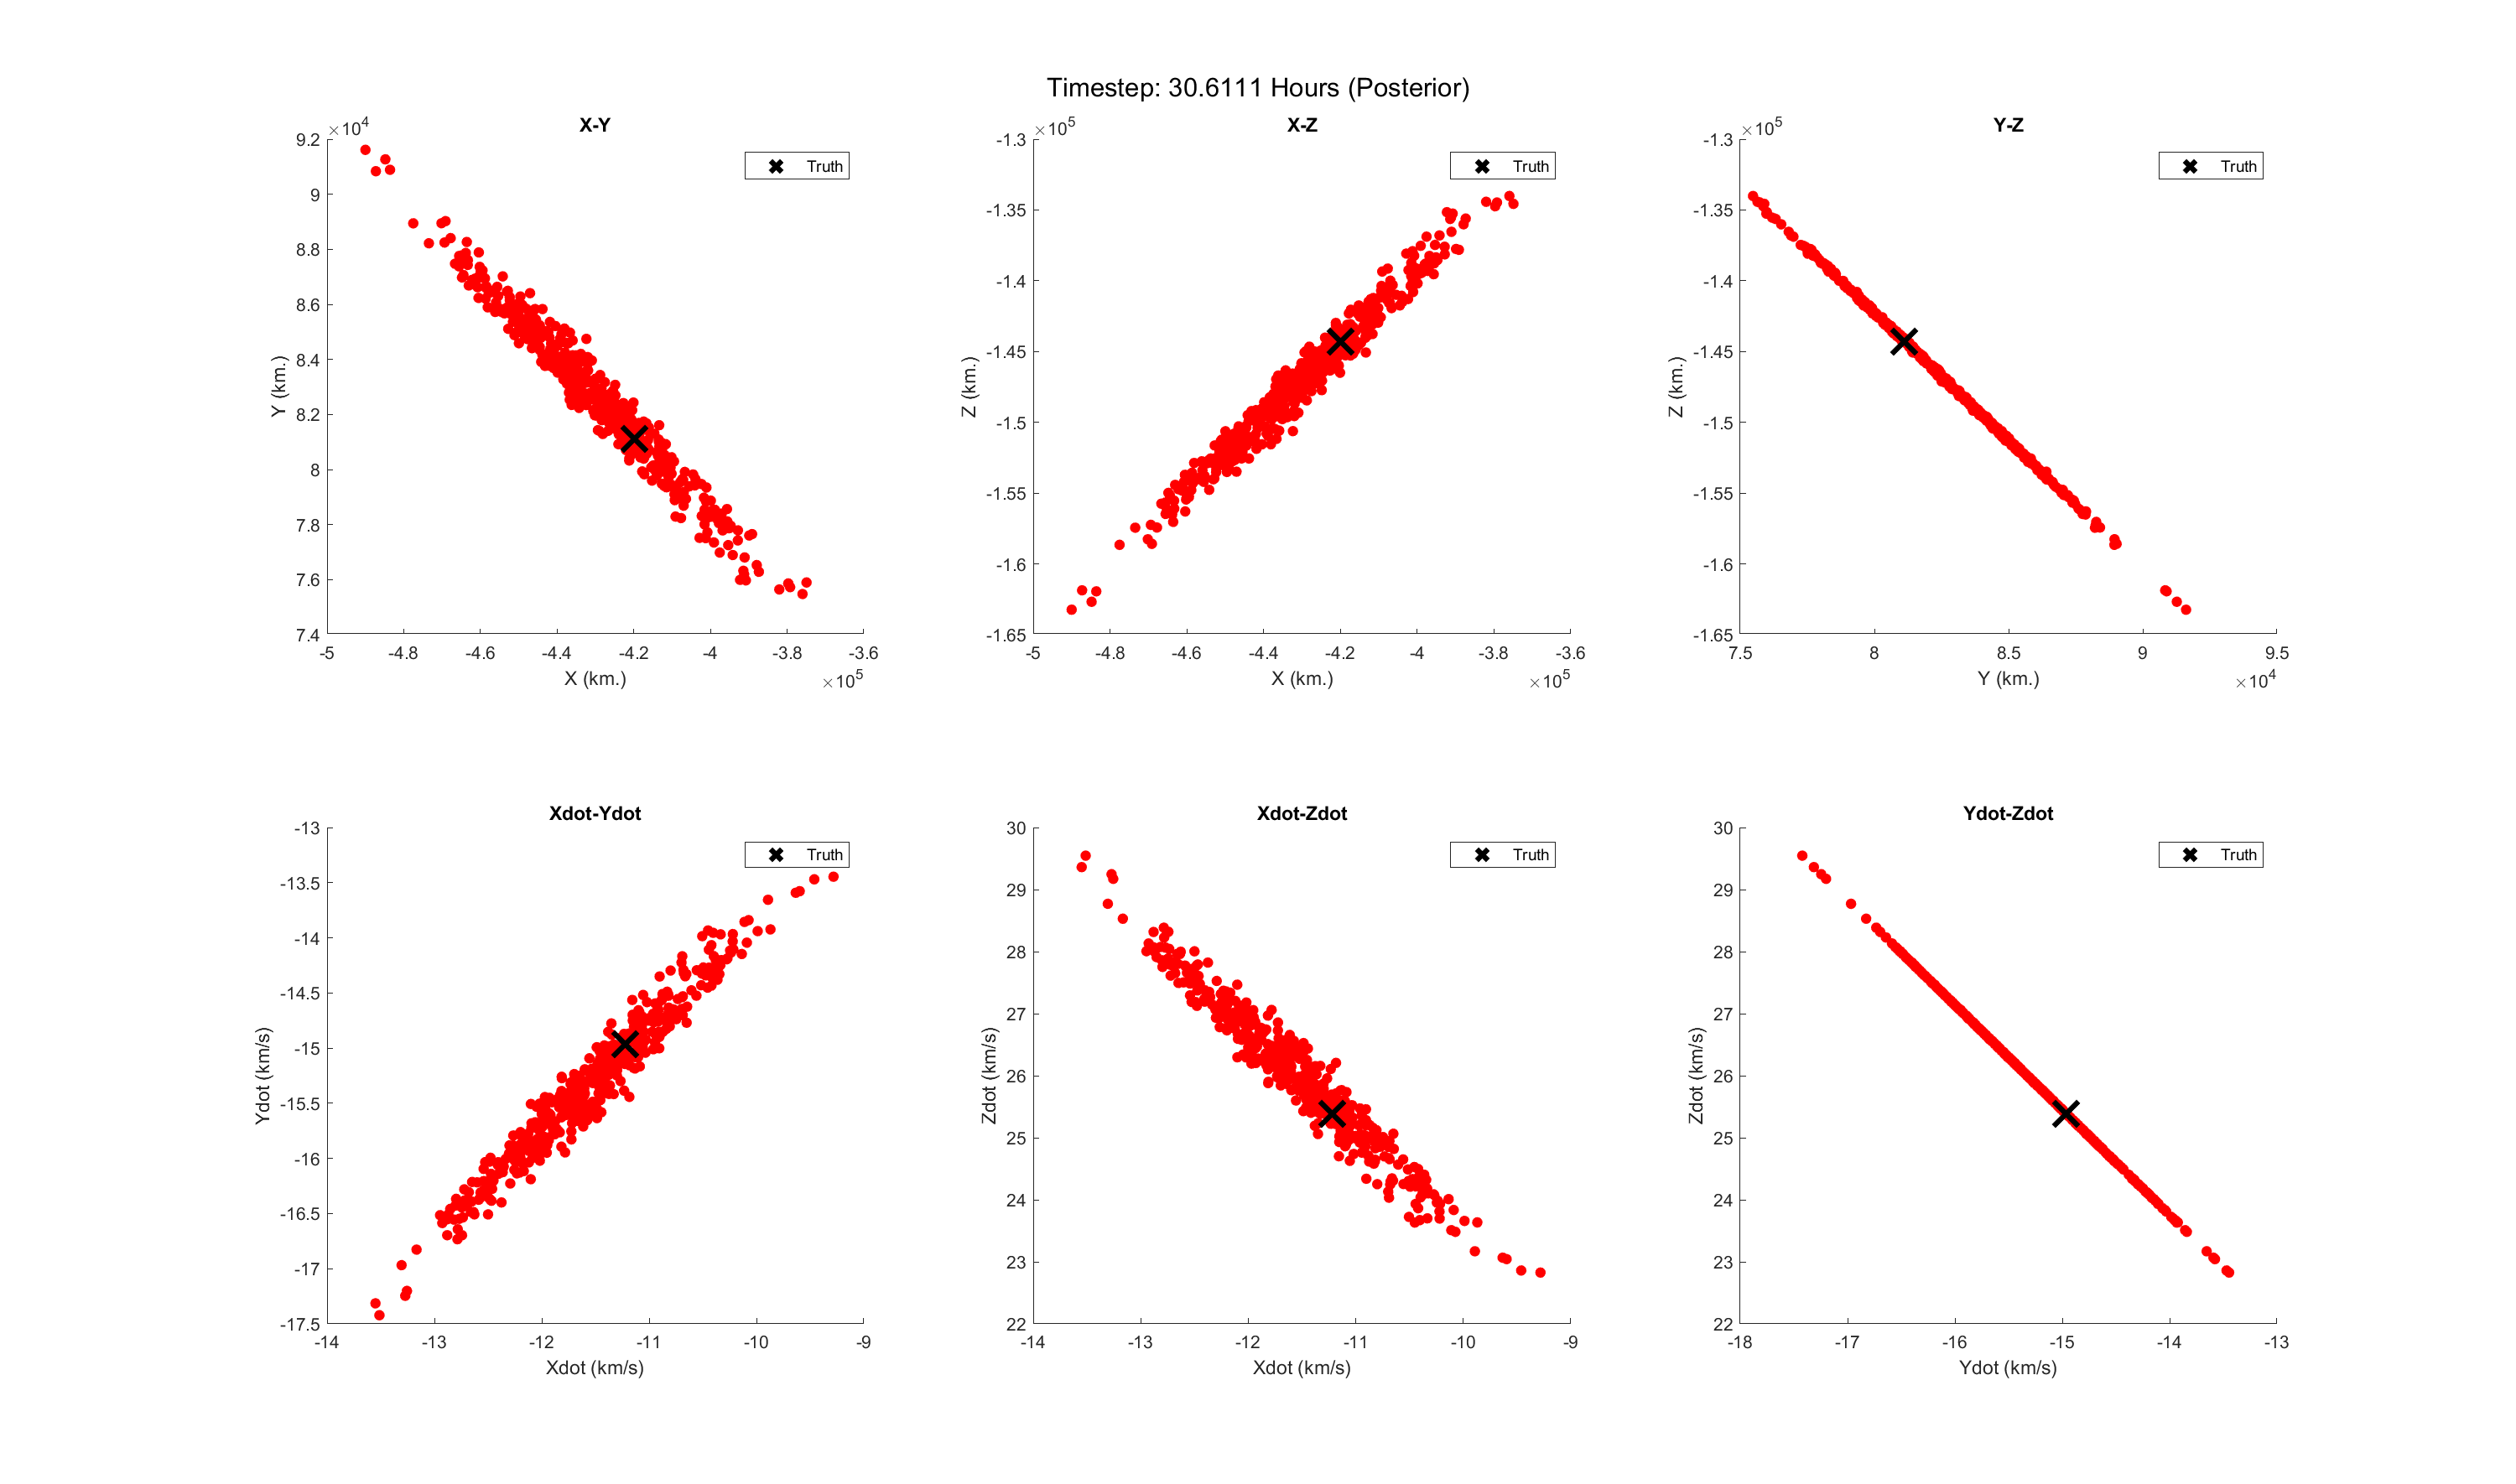 Timestep: 30.6111 Hours (Posterior)
X-Y
×10^4
Truth
9.2
9
8.8
8.6
8.4
8.2
8
7.8
7.6
7.4
Y (km.)
-5 -4.8 -4.6 -4.4 -4.2 -4 -3.8 -3.6
X (km.)
×10^5
X-Z
×10^5
Truth
-1.3
-1.35
-1.4
-1.45
-1.5
-1.55
-1.6
-1.65
Z (km.)
-5 -4.8 -4.6 -4.4 -4.2 -4 -3.8 -3.6
X (km.)
×10^5
Y-Z
×10^5
Truth
-1.3
-1.35
-1.4
-1.45
-1.5
-1.55
-1.6
-1.65
Z (km.)
7.5 8 8.5 9 9.5
Y (km.)
×10^4
Xdot-Ydot
Truth
-13
-13.5
-14
-14.5
-15
-15.5
-16
-16.5
-17
-17.5
Ydot (km/s)
-14 -13 -12 -11 -10 -9
Xdot (km/s)
Xdot-Zdot
Truth
30
29
28
27
26
25
24
23
22
Zdot (km/s)
-14 -13 -12 -11 -10 -9
Xdot (km/s)
Ydot-Zdot
Truth
30
29
28
27
26
25
24
23
22
Zdot (km/s)
-18 -17 -16 -15 -14 -13
Ydot (km/s)